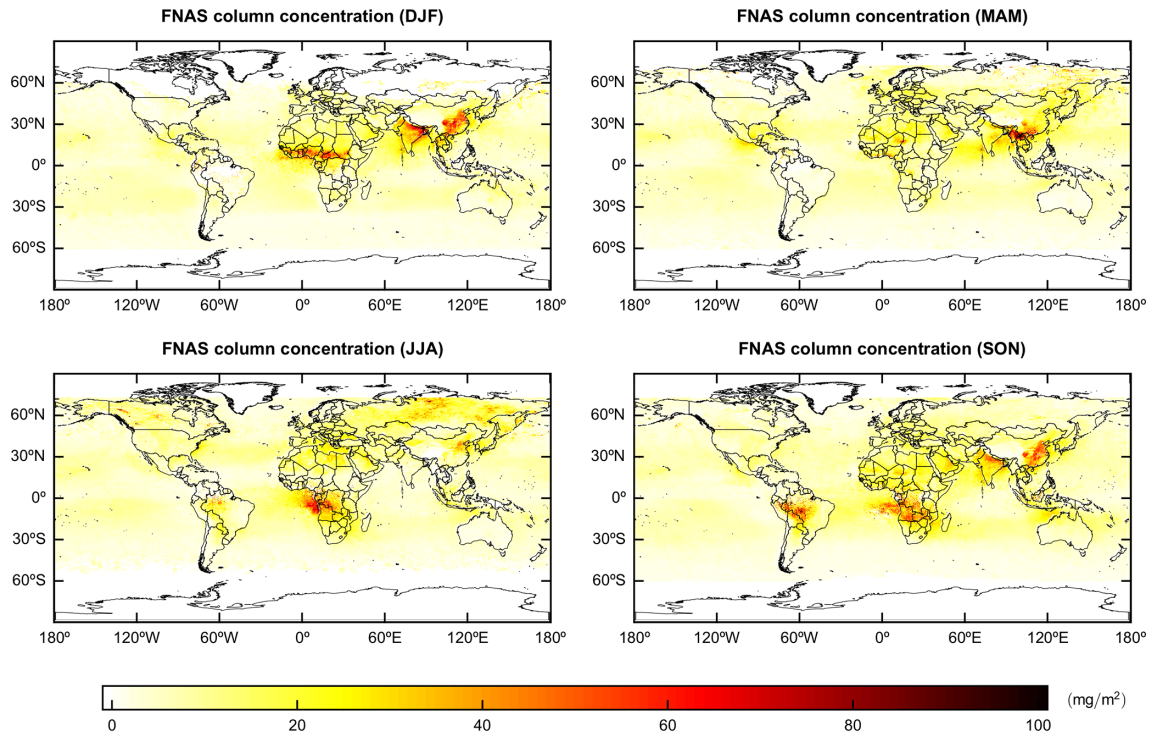 FNAS column concentration (DJF)
FNAS column concentration (MAM)
60ºN
30ºN
0º
30ºS
60ºS
180º 120ºW 60ºW 0º 60ºE 120ºE 180º
60ºN
30ºN
0º
30ºS
60ºS
180º 120ºW 60ºW 0º 60ºE 120ºE 180º
FNAS column concentration (JJA)
FNAS column concentration (SON)
60ºN
30ºN
0º
30ºS
60ºS
180º 120ºW 60ºW 0º 60ºE 120ºE 180º
60ºN
30ºN
0º
30ºS
60ºS
180º 120ºW 60ºW 0º 60ºE 120ºE 180º
0 20 40 60 80 100 (mg/m²)